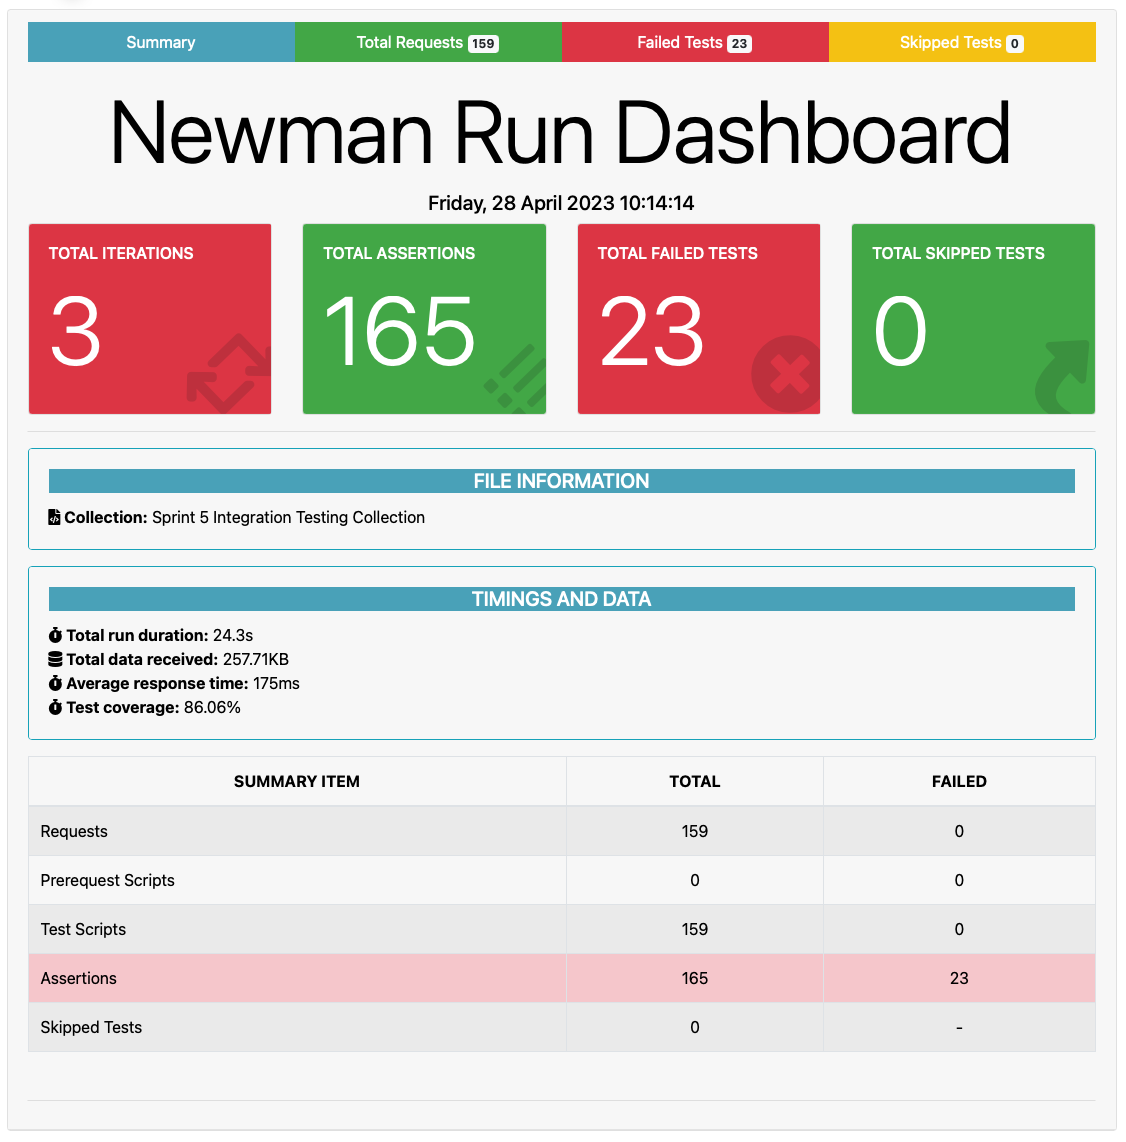 Summary
Total Requests 159
Failed Tests 23
Skipped Tests 0
Newman Run Dashboard
Friday, 28 April 2023 10:14:14
TOTAL ITERATIONS
3
TOTAL ASSERTIONS
165
TOTAL FAILED TESTS
23
TOTAL SKIPPED TESTS
0
FILE INFORMATION
Collection: Sprint 5 Integration Testing Collection
TIMINGS AND DATA
Total run duration: 24.3s
Total data received: 257.71KB
Average response time: 175ms
Test coverage: 86.06%
SUMMARY ITEM TOTAL FAILED
Requests 159 0
Prerequest Scripts 0 0
Test Scripts 159 0
Assertions 165 23
Skipped Tests 0 -